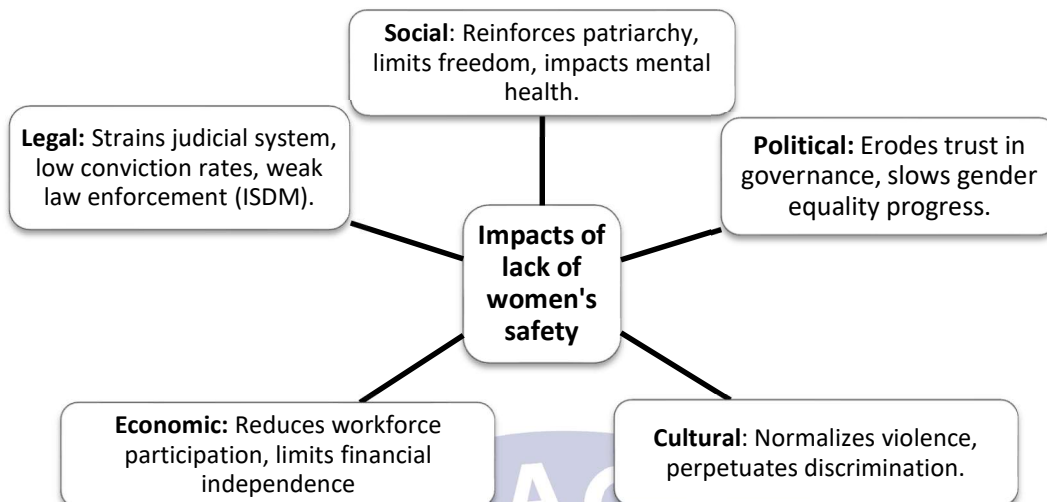 Social: Reinforces patriarchy,
limits freedom, impacts mental
health.
Legal: Strains judicial system,
low conviction rates, weak
law enforcement (ISDM).
Political: Erodes trust in
governance, slows gender
equality progress.
Impacts of
lack of
women's
safety
Economic: Reduces workforce
participation, limits financial
independence
Cultural: Normalizes violence,
perpetuates discrimination.